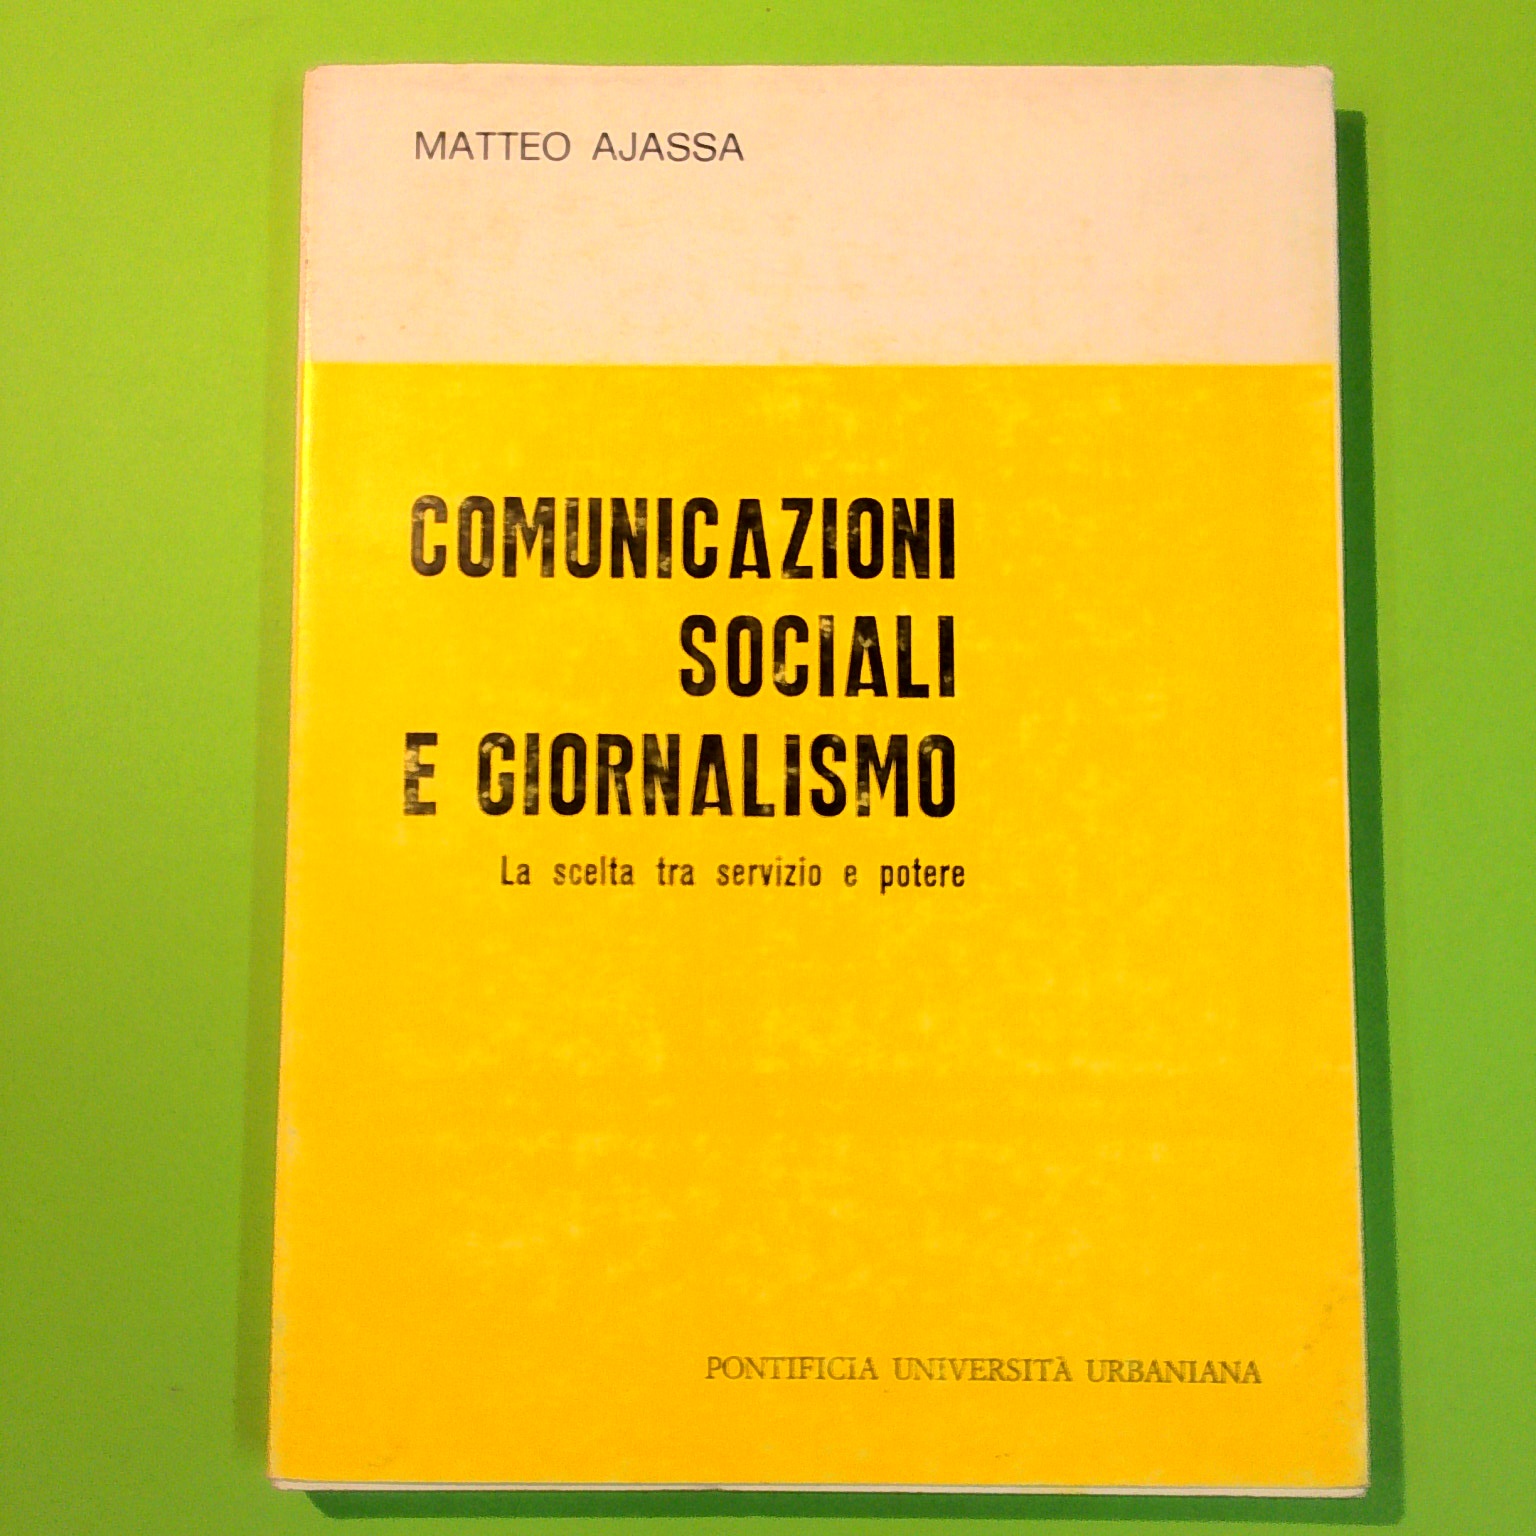 MATTEO AJASSA
COMUNICAZIONI
SOCIALI
E GIORNALISMO
La scelta tra servizio e potere
PONTIFICIA UNIVERSITÀ URBANIANA